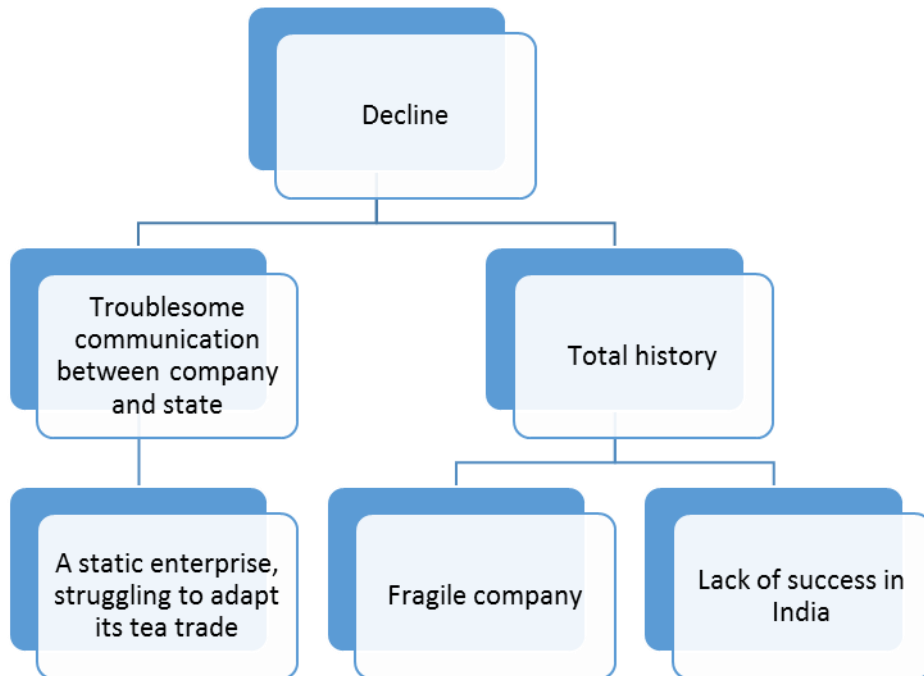 Decline
Troublesome
communication
between company
and state
Total history
A static enterprise,
struggling to adapt
its tea trade
Fragile company
Lack of success in
India